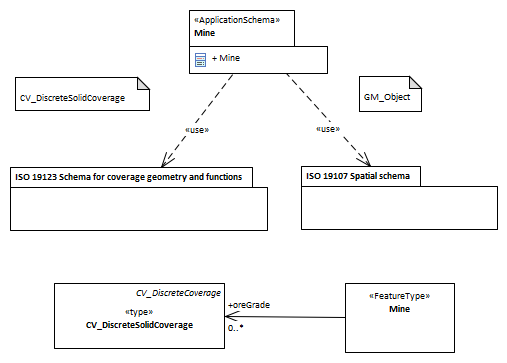 «ApplicationSchema»
Mine
+ Mine
CV_DiscreteSolidCoverage
GM_Object
«use»
«use»
ISO 19123 Schema for coverage geometry and functions
ISO 19107 Spatial schema
CV_DiscreteCoverage
«type»
CV_DiscreteSolidCoverage
+oreGrade
0..*
«FeatureType»
Mine